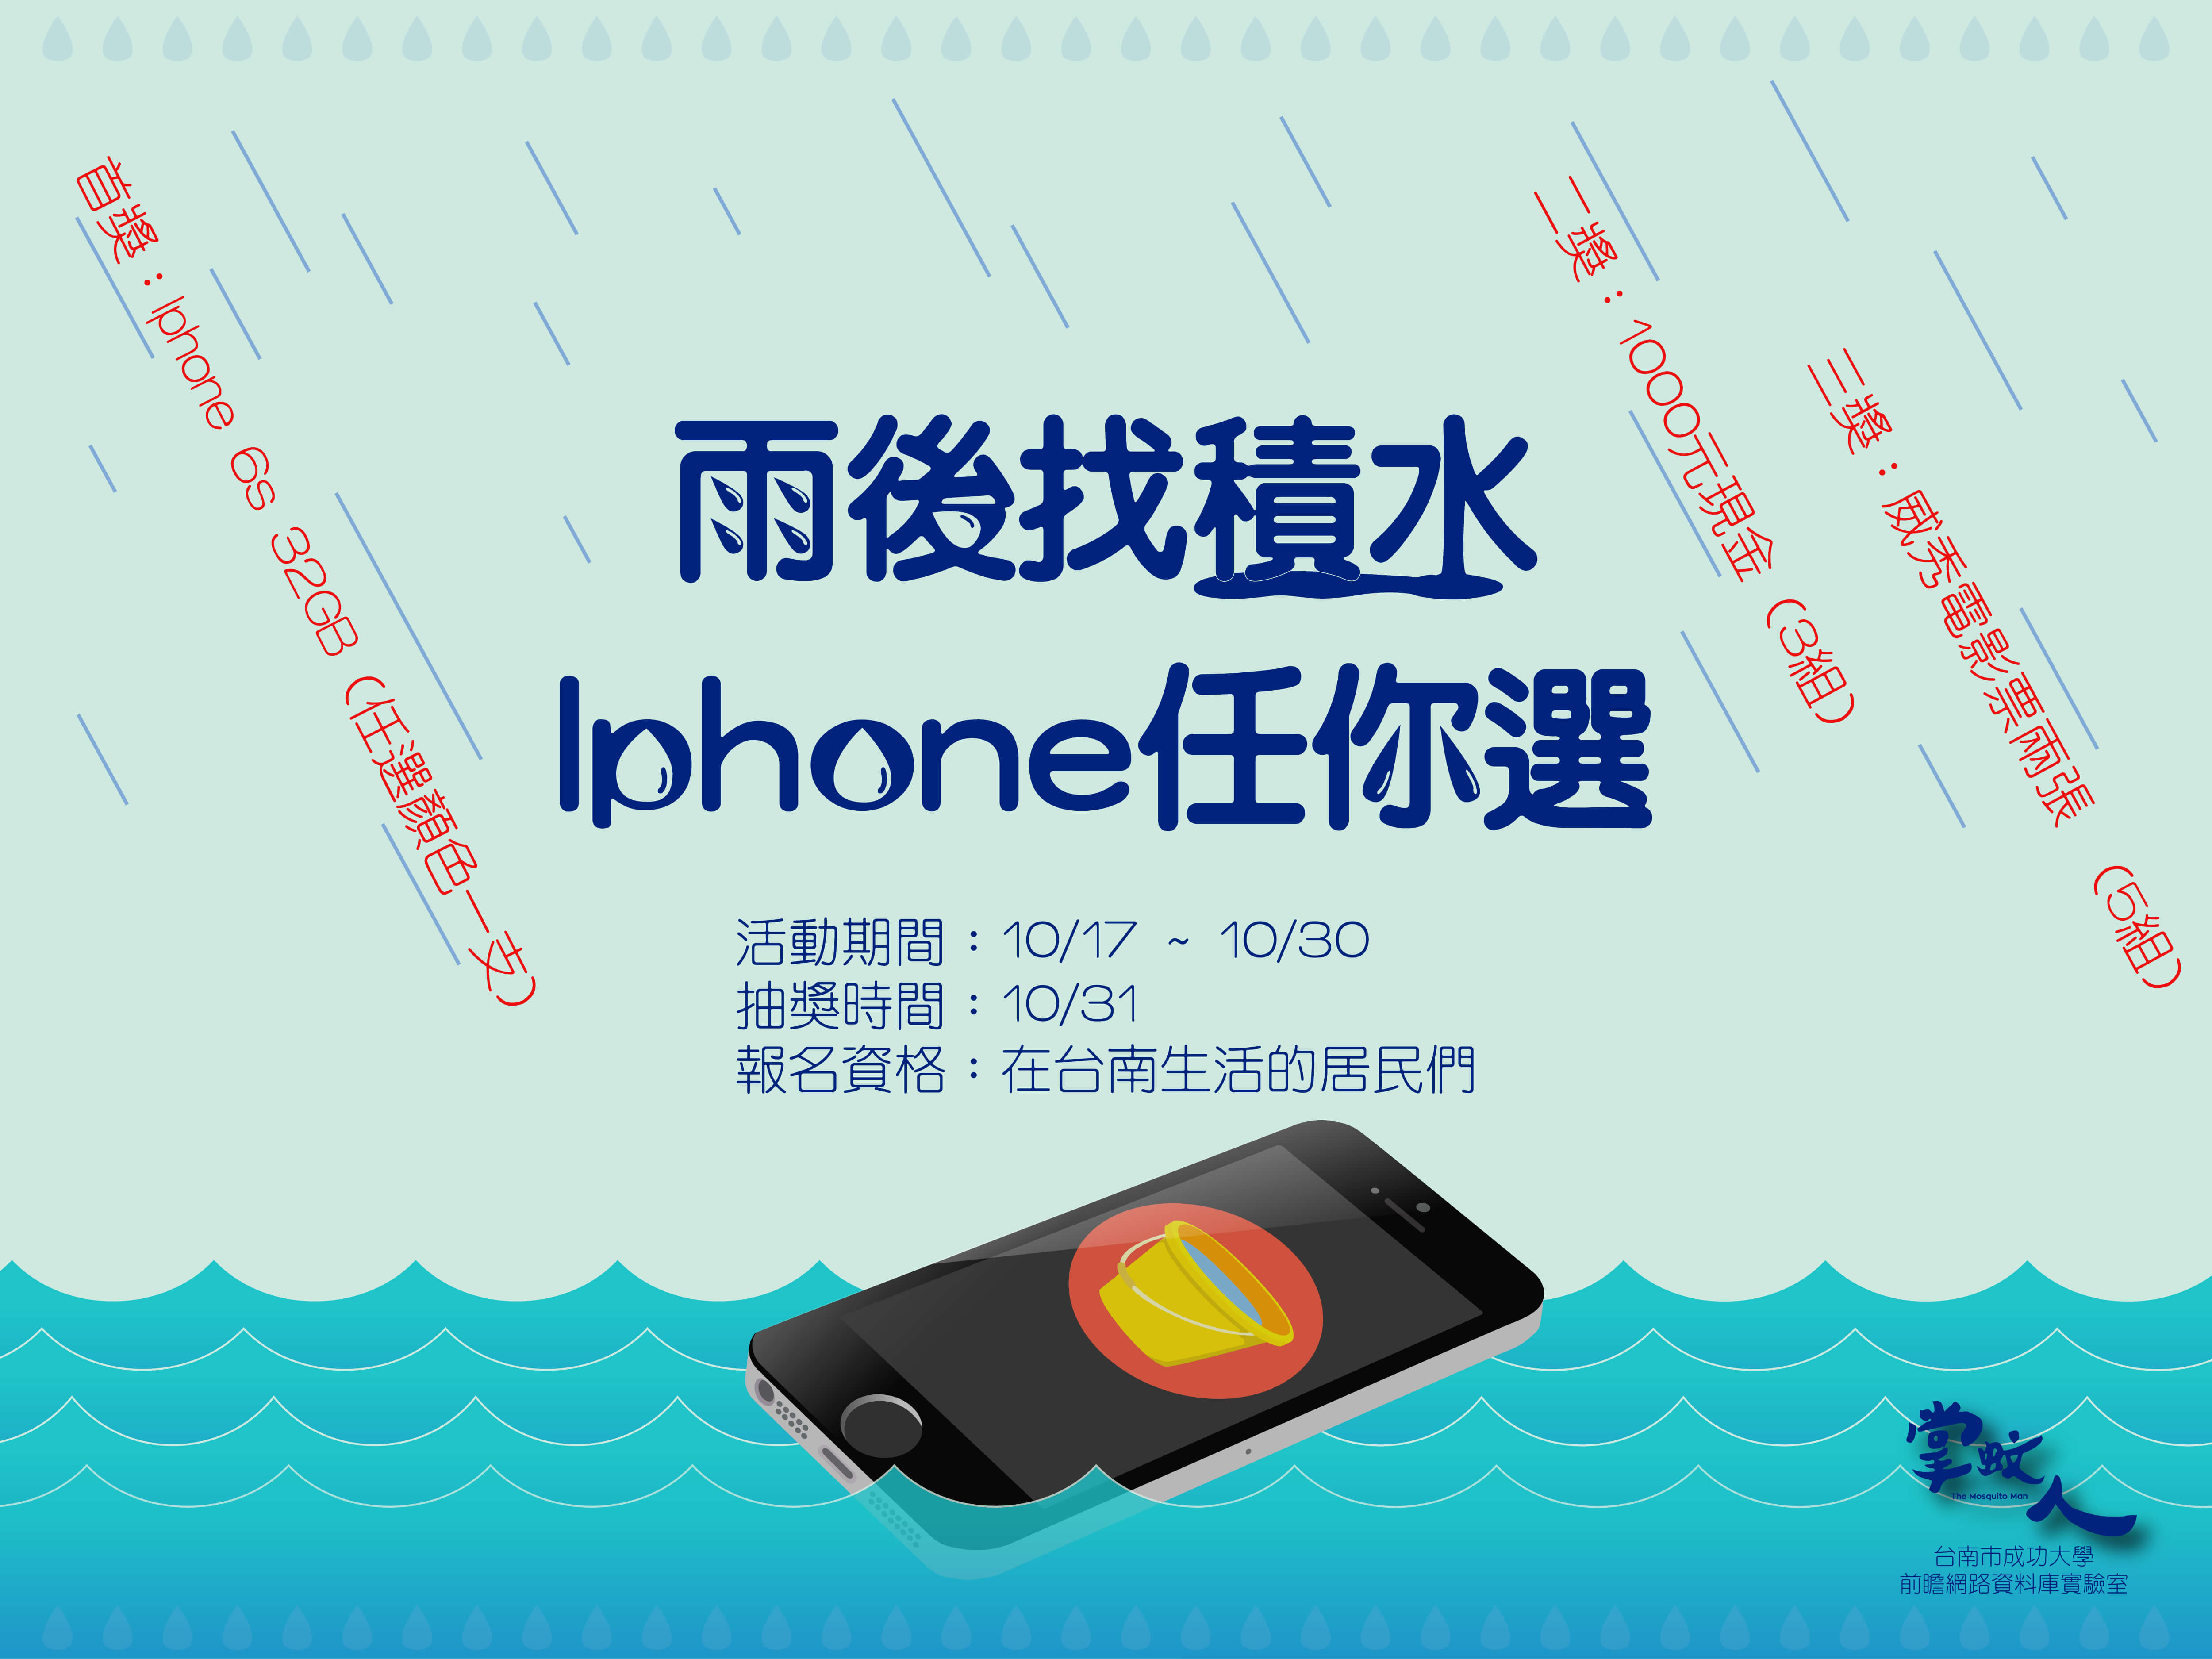 首獎：Iphone 6s 32GB（任選顏色一支）
二獎：1000元現金（3組）
三獎：威秀電影票兩張（5組）
雨後找積水
Iphone任你選
活動期間：10/17 ~ 10/30
抽獎時間：10/31
報名資格：在台南生活的居民們
掌蚊人
The Mosquito Man
台南市成功大學
前瞻網路資料庫實驗室